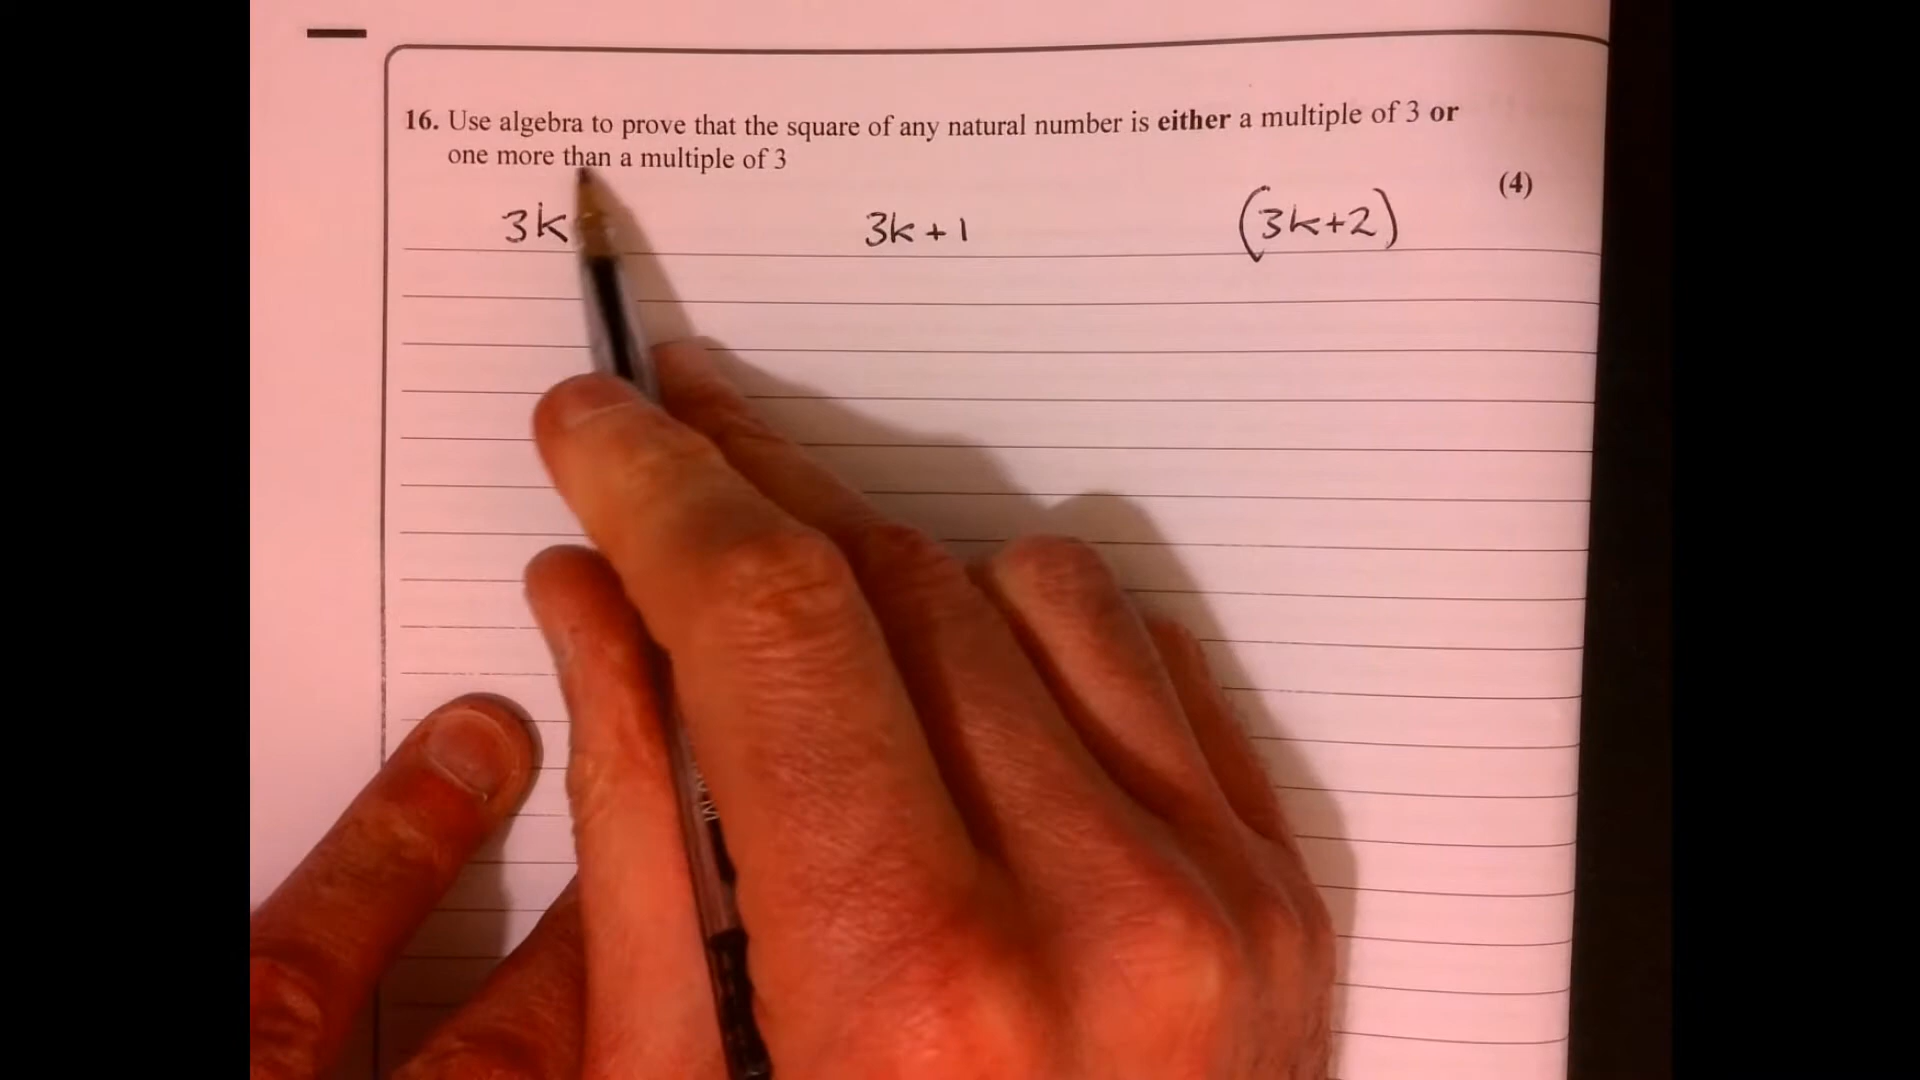 16. Use algebra to prove that the square of any natural number is either a multiple of 3 or
one more than a multiple of 3
(4)
3k 3k+1 (3k+2)